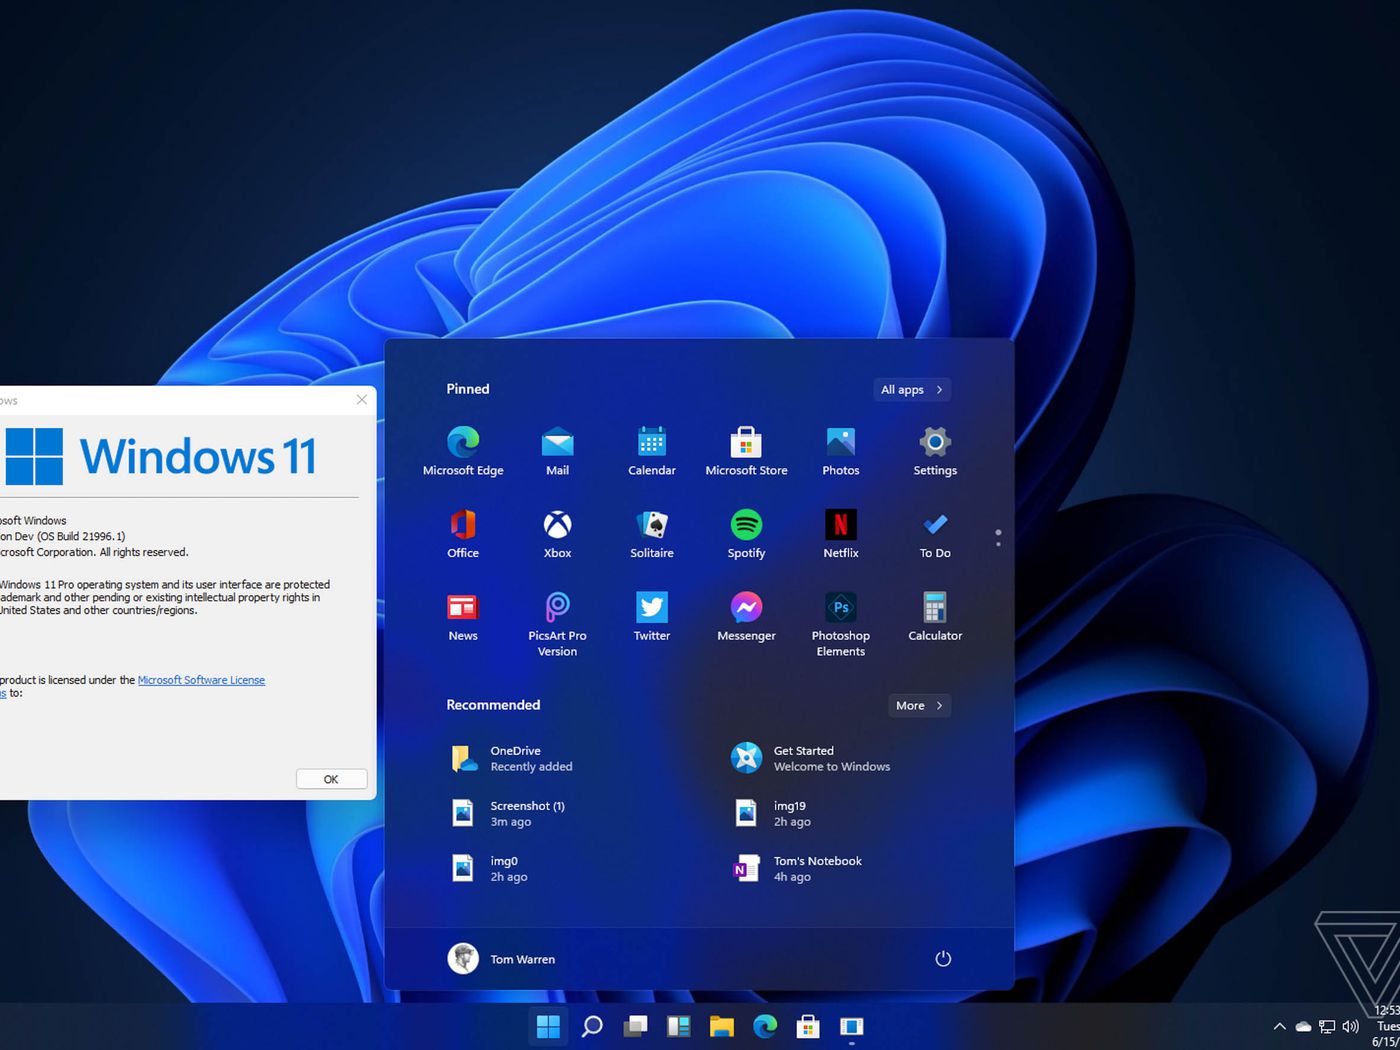 Pinned
All apps
Microsoft Edge
Mail
Calendar
Microsoft Store
Photos
Settings
Office
Xbox
Solitaire
Spotify
Netflix
To Do
News
PicsArt Pro
Version
Twitter
Messenger
Ps
Photoshop
Elements
Calculator
Recommended
More
OneDrive
Recently added
Get Started
Welcome to Windows
Screenshot (1)
3m ago
img19
2h ago
img0
2h ago
N
Tom's Notebook
4h ago
Tom Warren
ows
Windows 11
osoft Windows
on Dev (OS Build 21996.1)
crosoft Corporation. All rights reserved.
Windows 11 Pro operating system and its user interface are protected
ademark and other pending or existing intellectual property rights in
United States and other countries/regions.
product is licensed under the Microsoft Software License
s to:
OK
12:53
Tues
6/15/